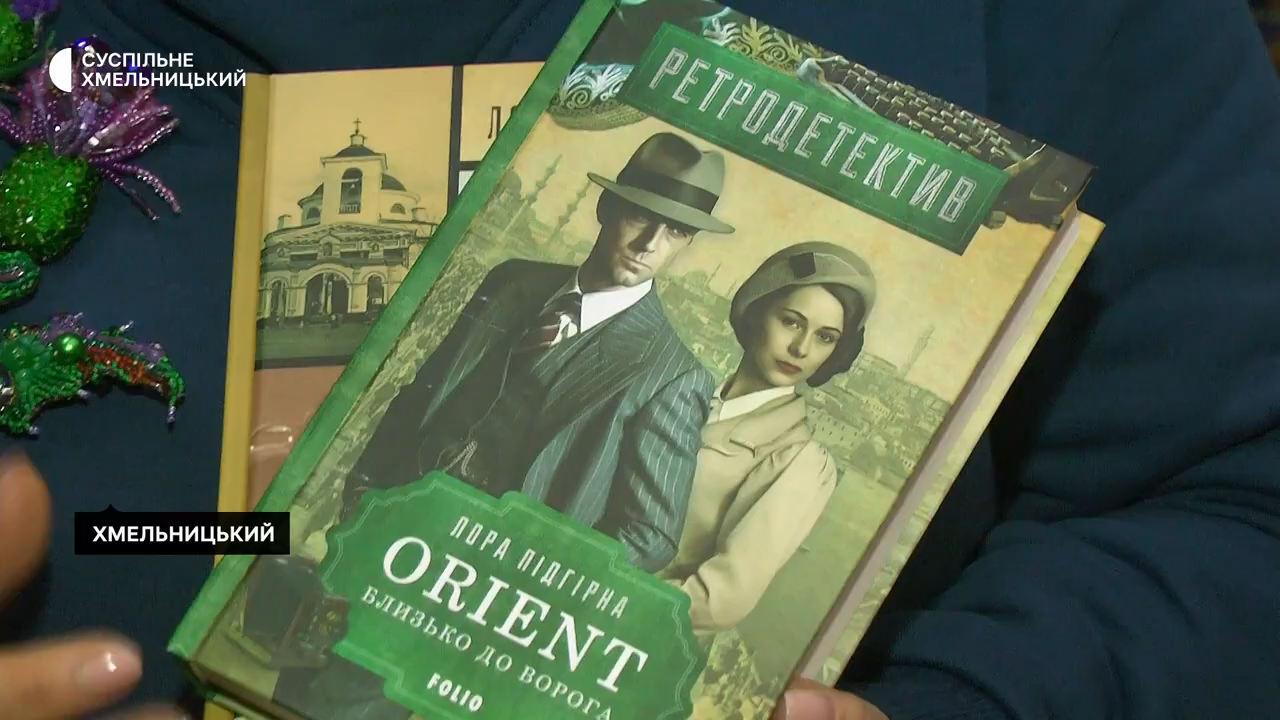 СУСПІЛЬНЕ
ХМЕЛЬНИЦЬКИЙ
РЕТРОДЕТЕКТИВ
ХМЕЛЬНИЦЬКИЙ
ЛОРА ПІДГІРНА
ORIENT
БЛИЗЬКО ДО ВОРОГА
FOLIO